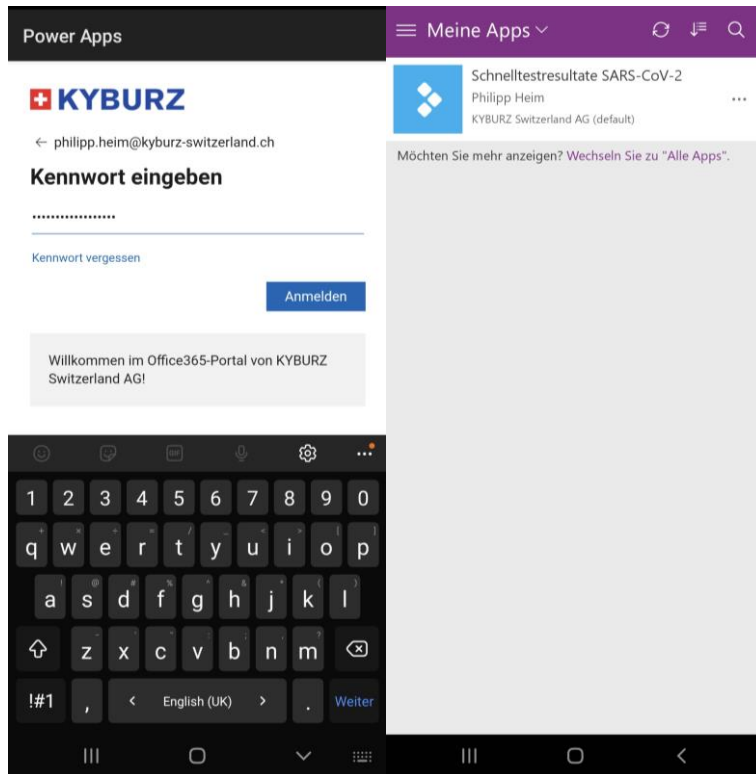 Power Apps
KYBURZ
← philipp.heim@kyburz-switzerland.ch
Kennwort eingeben
••••••••••••••••••
Kennwort vergessen
Anmelden
Willkommen im Office365-Portal von KYBURZ
Switzerland AG!
GIF
1 2 3 4 5 6 7 8 9 0
q w e r t y u i o p
a s d f g h j k l
z x c v b n m
!#1 , < English (UK) > . Weiter
Meine Apps
Schnelltestresultate SARS-CoV-2
Philipp Heim
KYBURZ Switzerland AG (default)
Möchten Sie mehr anzeigen? Wechseln Sie zu "Alle Apps".